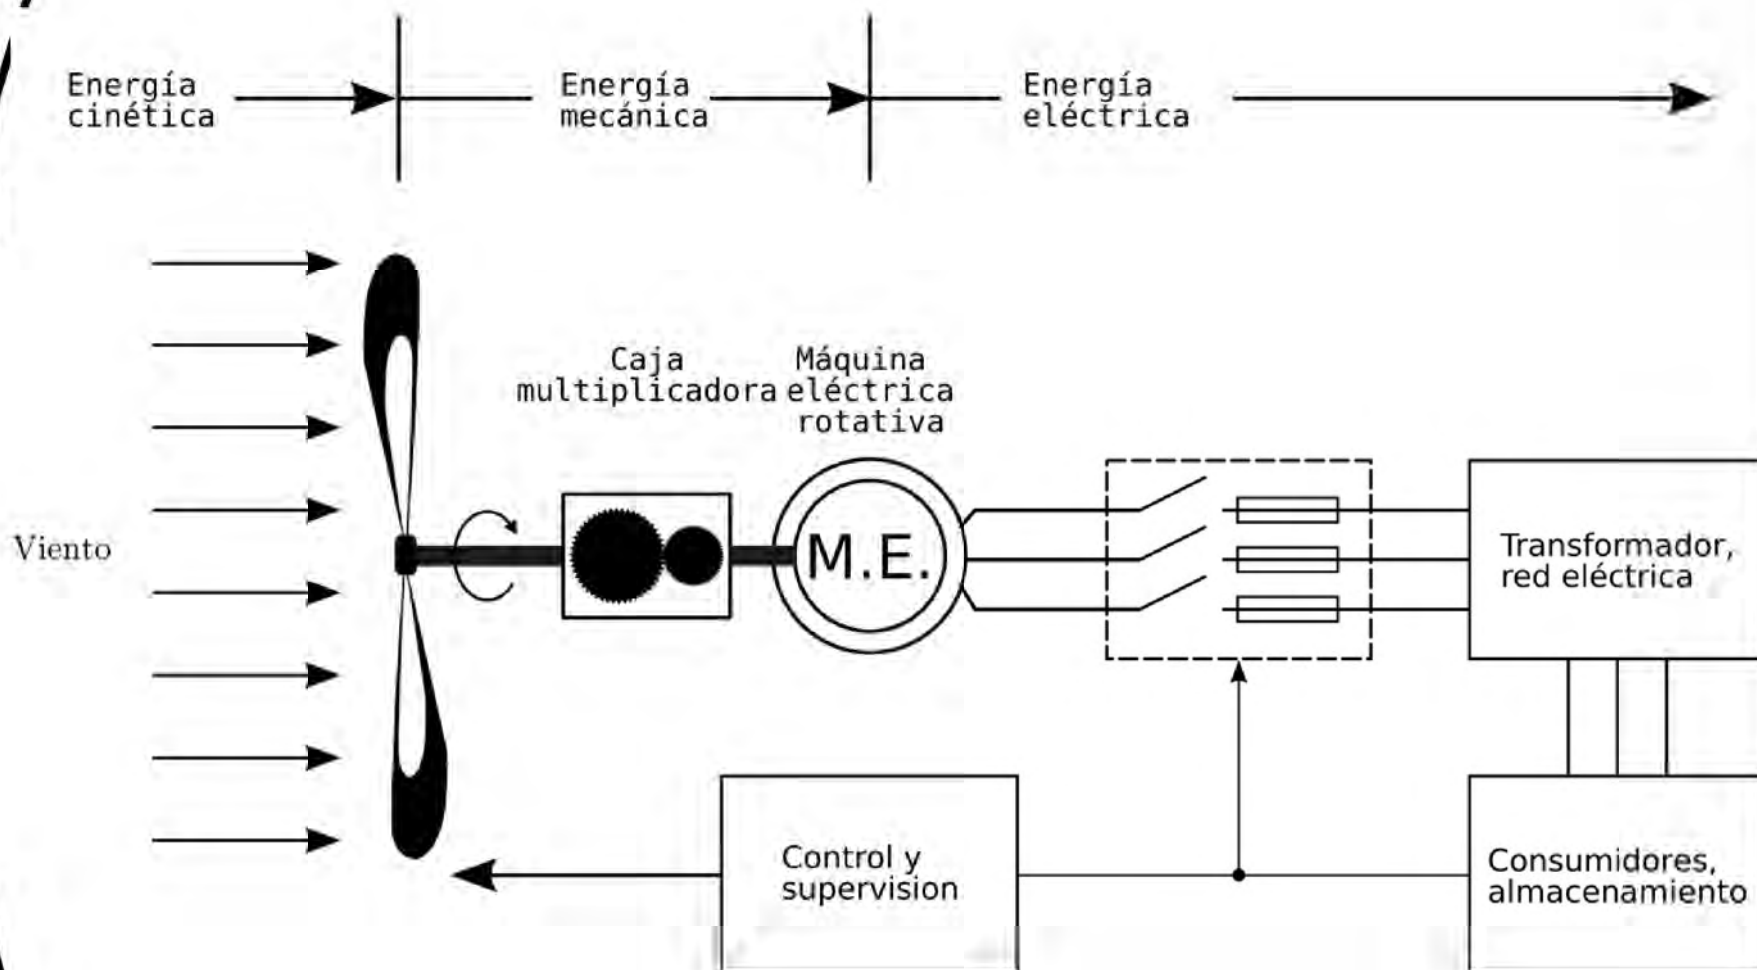 Energía
cinética
Energía
mecánica
Energía
eléctrica
Caja
multiplicadora
Máquina
eléctrica
rotativa
Viento
M.E.
Transformador,
red eléctrica
Control y
supervision
Consumidores,
almacenamiento